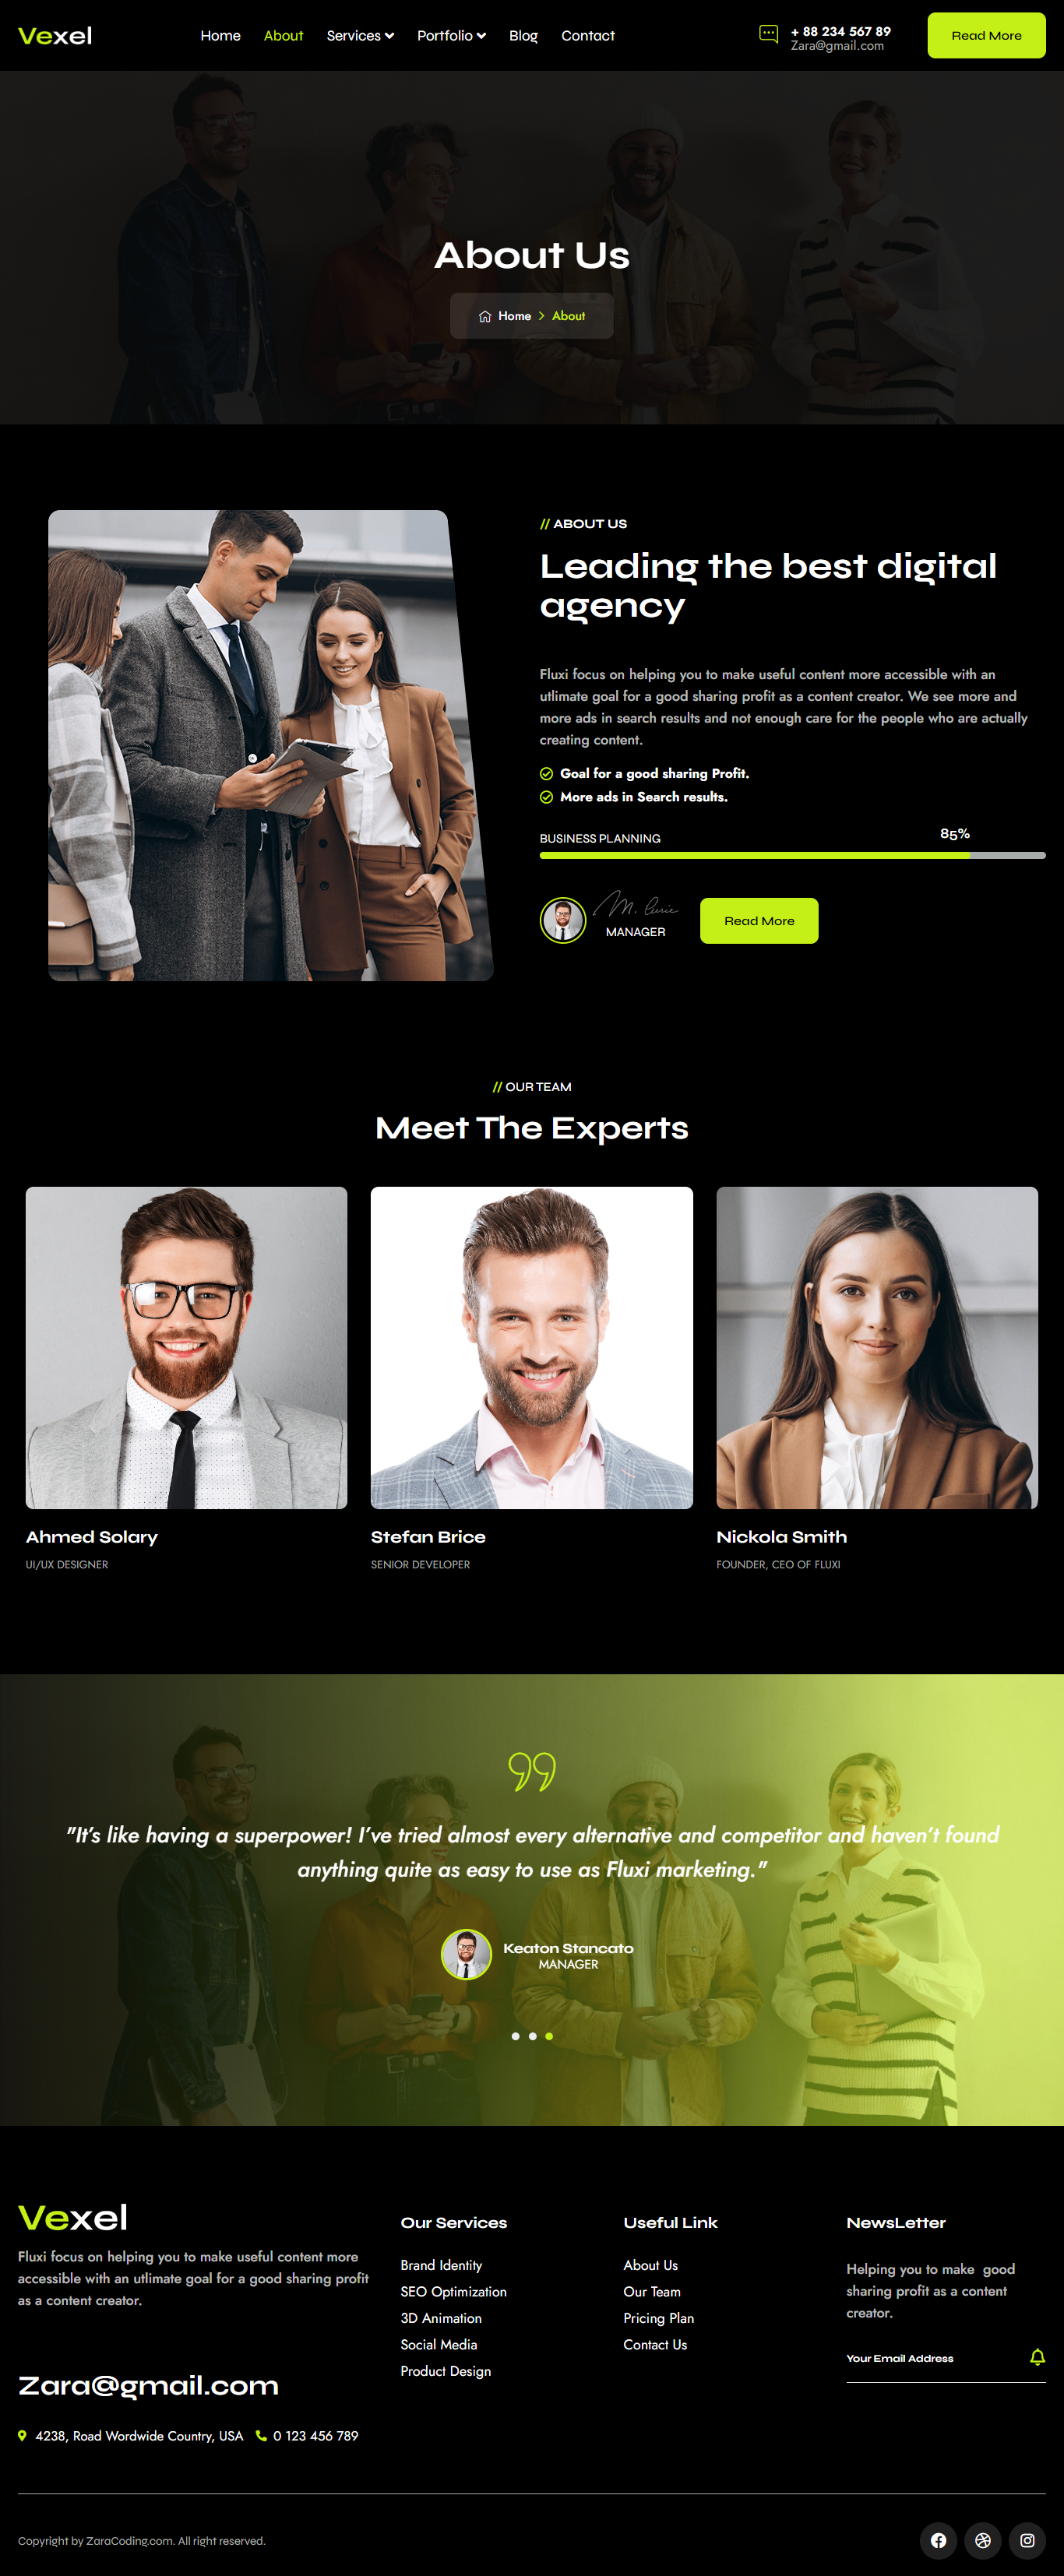 Vexel
Home About Services Portfolio Blog Contact
+ 88 234 567 89
Zara@gmail.com
Read More
About Us
Home About
// ABOUT US
Leading the best digital
agency
Fluxi focus on helping you to make useful content more accessible with an
utlimate goal for a good sharing profit as a content creator. We see more and
more ads in search results and not enough care for the people who are actually
creating content.
Goal for a good sharing Profit.
More ads in Search results.
BUSINESS PLANNING
85%
M. Curie
MANAGER
Read More
// OUR TEAM
Meet The Experts
Ahmed Solary
UI/UX DESIGNER
Stefan Brice
SENIOR DEVELOPER
Nickola Smith
FOUNDER, CEO OF FLUXI
"It's like having a superpower! I've tried almost every alternative and competitor and haven't found
anything quite as easy to use as Fluxi marketing."
Keaton Stancato
MANAGER
Vexel
Fluxi focus on helping you to make useful content more
accessible with an utlimate goal for a good sharing profit
as a content creator.
Zara@gmail.com
4238, Road Wordwide Country, USA 0 123 456 789
Our Services
Brand Identity
SEO Optimization
3D Animation
Social Media
Product Design
Useful Link
About Us
Our Team
Pricing Plan
Contact Us
NewsLetter
Helping you to make good
sharing profit as a content
creator.
Your Email Address
Copyright by ZaraCoding.com. All right reserved.